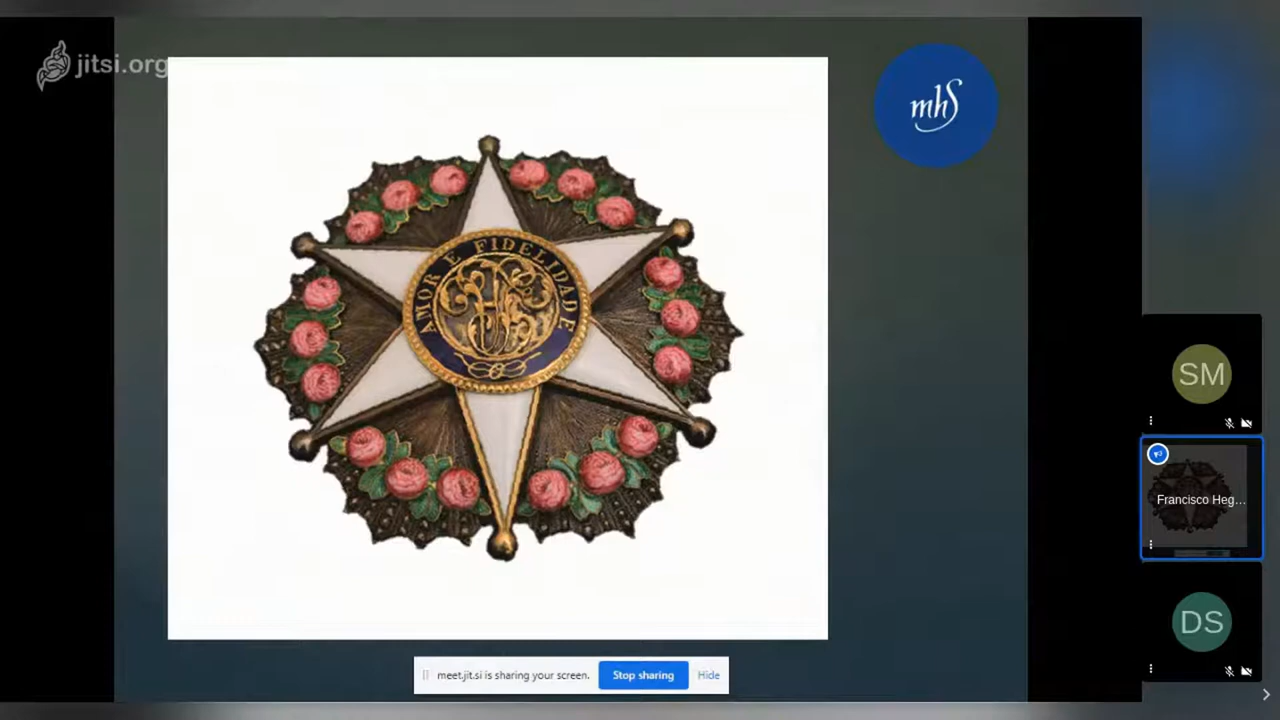 jitsi.org
mhs
AMOR E FIDELIDADE
SM
Francisco Heg...
DS
meet.jit.si is sharing your screen.
Stop sharing
Hide